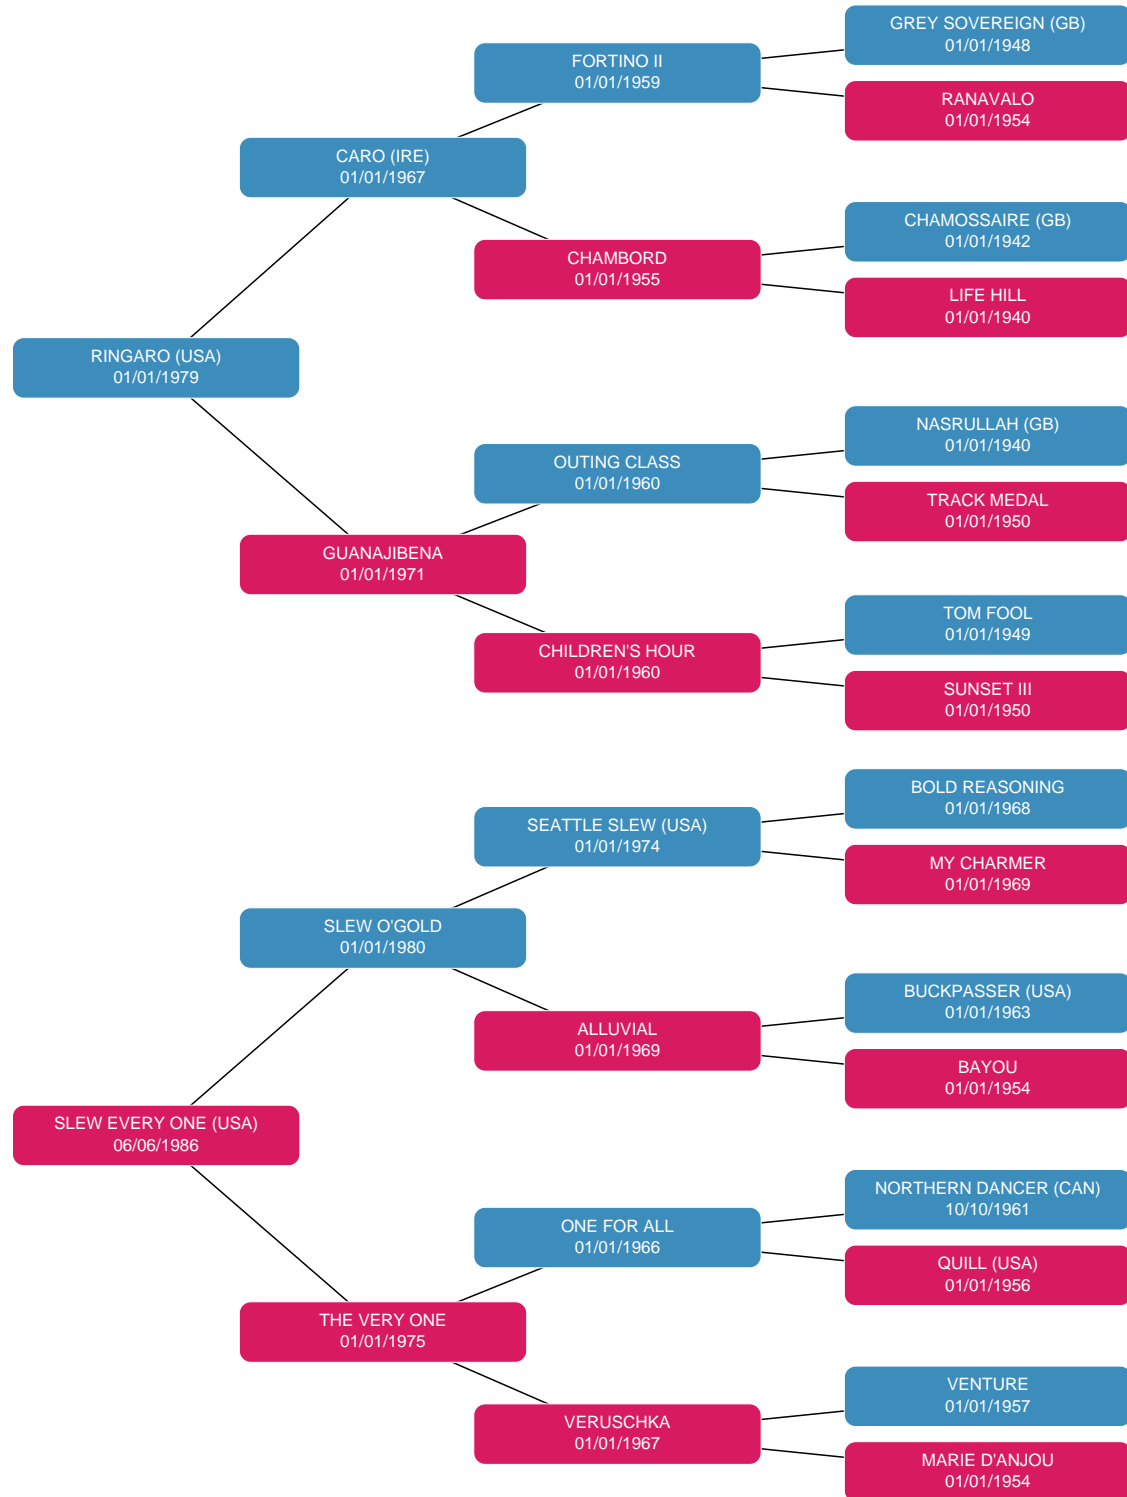 GREY SOVEREIGN (GB)
01/01/1948
FORTINO II
01/01/1959
RANAVALO
01/01/1954
CARO (IRE)
01/01/1967
CHAMOSSAIRE (GB)
01/01/1942
CHAMBORD
01/01/1955
LIFE HILL
01/01/1940
RINGARO (USA)
01/01/1979
NASRULLAH (GB)
01/01/1940
OUTING CLASS
01/01/1960
TRACK MEDAL
01/01/1950
GUANAJIBENA
01/01/1971
TOM FOOL
01/01/1949
CHILDREN'S HOUR
01/01/1960
SUNSET III
01/01/1950
BOLD REASONING
01/01/1968
SEATTLE SLEW (USA)
01/01/1974
MY CHARMER
01/01/1969
SLEW O'GOLD
01/01/1980
BUCKPASSER (USA)
01/01/1963
ALLUVIAL
01/01/1969
BAYOU
01/01/1954
SLEW EVERY ONE (USA)
06/06/1986
NORTHERN DANCER (CAN)
10/10/1961
ONE FOR ALL
01/01/1966
QUILL (USA)
01/01/1956
THE VERY ONE
01/01/1975
VENTURE
01/01/1957
VERUSCHKA
01/01/1967
MARIE D'ANJOU
01/01/1954